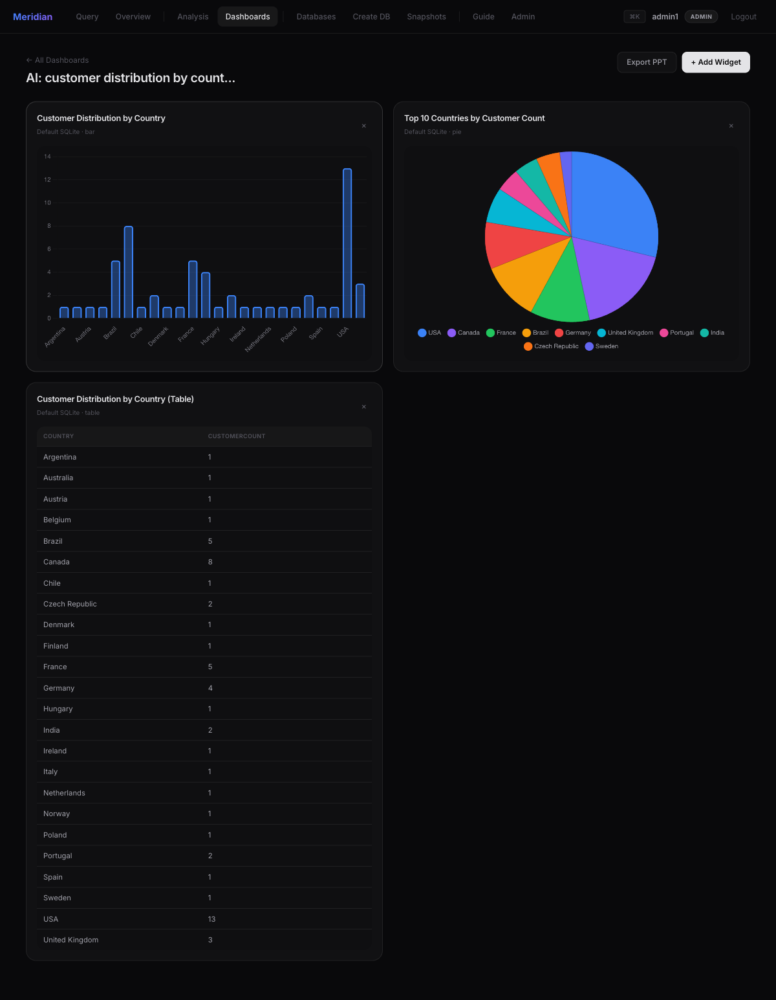 Meridian Query Overview Analysis Dashboards Databases Create DB Snapshots Guide Admin ⌘K admin1 ADMIN Logout
← All Dashboards
AI: customer distribution by count...
Export PPT + Add Widget
Customer Distribution by Country ×
Default SQLite · bar
14
12
10
8
6
4
2
0
Argentina Austria Brazil Chile Denmark France Hungary Ireland Netherlands Poland Spain USA
Top 10 Countries by Customer Count ×
Default SQLite · pie
USA Canada France Brazil Germany United Kingdom Portugal India
Czech Republic Sweden
Customer Distribution by Country (Table) ×
Default SQLite · table
COUNTRY CUSTOMERCOUNT
Argentina 1
Australia 1
Austria 1
Belgium 1
Brazil 5
Canada 8
Chile 1
Czech Republic 2
Denmark 1
Finland 1
France 5
Germany 4
Hungary 1
India 2
Ireland 1
Italy 1
Netherlands 1
Norway 1
Poland 1
Portugal 2
Spain 1
Sweden 1
USA 13
United Kingdom 3